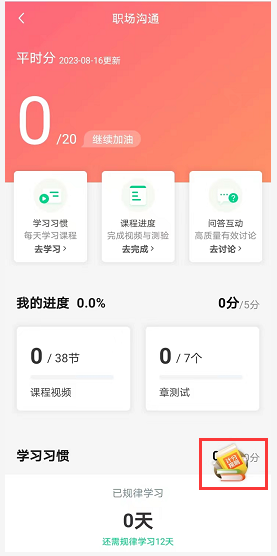 职场沟通
平时分 2023-08-16更新
0 /20 继续加油
学习习惯 课程进度 问答互动
每天学习课程 完成视频与测验 高质量有效讨论
去学习 > 去完成 > 去讨论 >
我的进度 0.0% 0分/5分
0 / 38节 0 / 7个
课程视频 章测试
学习习惯
已规律学习
0天
还需规律学习12天